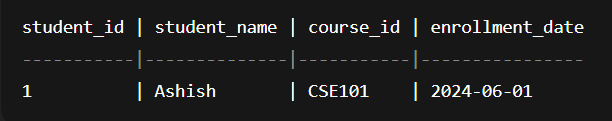 student_id | student_name | course_id | enrollment_date
-----------|--------------|-----------|----------------
1          | Ashish       | CSE101    | 2024-06-01